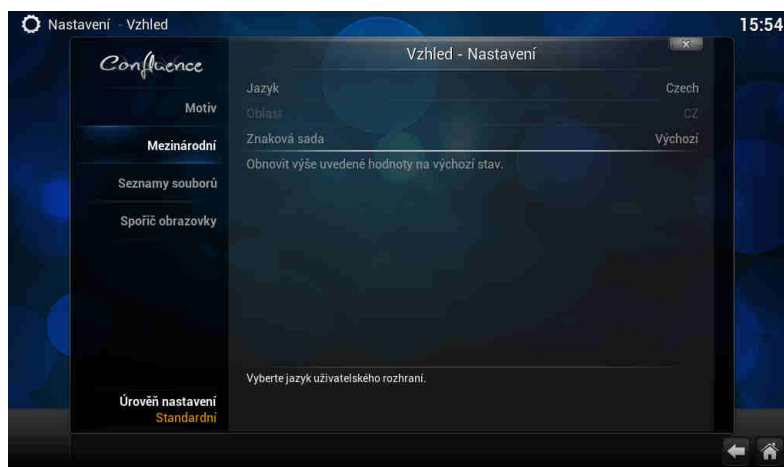 Nastavení - Vzhled
15:54
Confluence
Motiv
Mezinárodní
Seznamy souborů
Spořič obrazovky
Úrověň nastavení
Standardní
Vzhled - Nastavení
Jazyk Czech
Oblast CZ
Znaková sada Výchozí
Obnovit výše uvedené hodnoty na výchozí stav.
Vyberte jazyk uživatelského rozhraní.